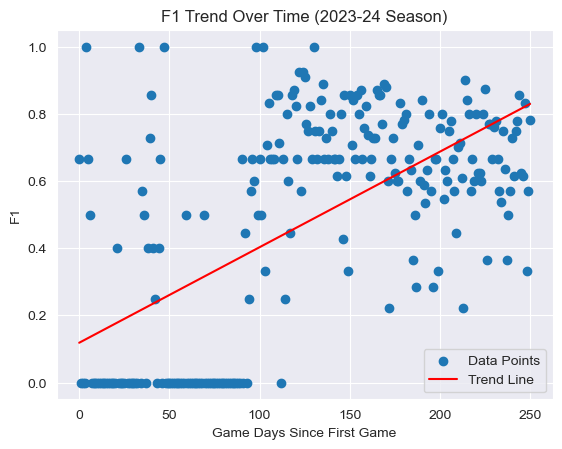 F1 Trend Over Time (2023-24 Season)
1.0
0.8
0.6
0.4
0.2
0.0
F1
0 50 100 150 200 250
Game Days Since First Game
Data Points
Trend Line